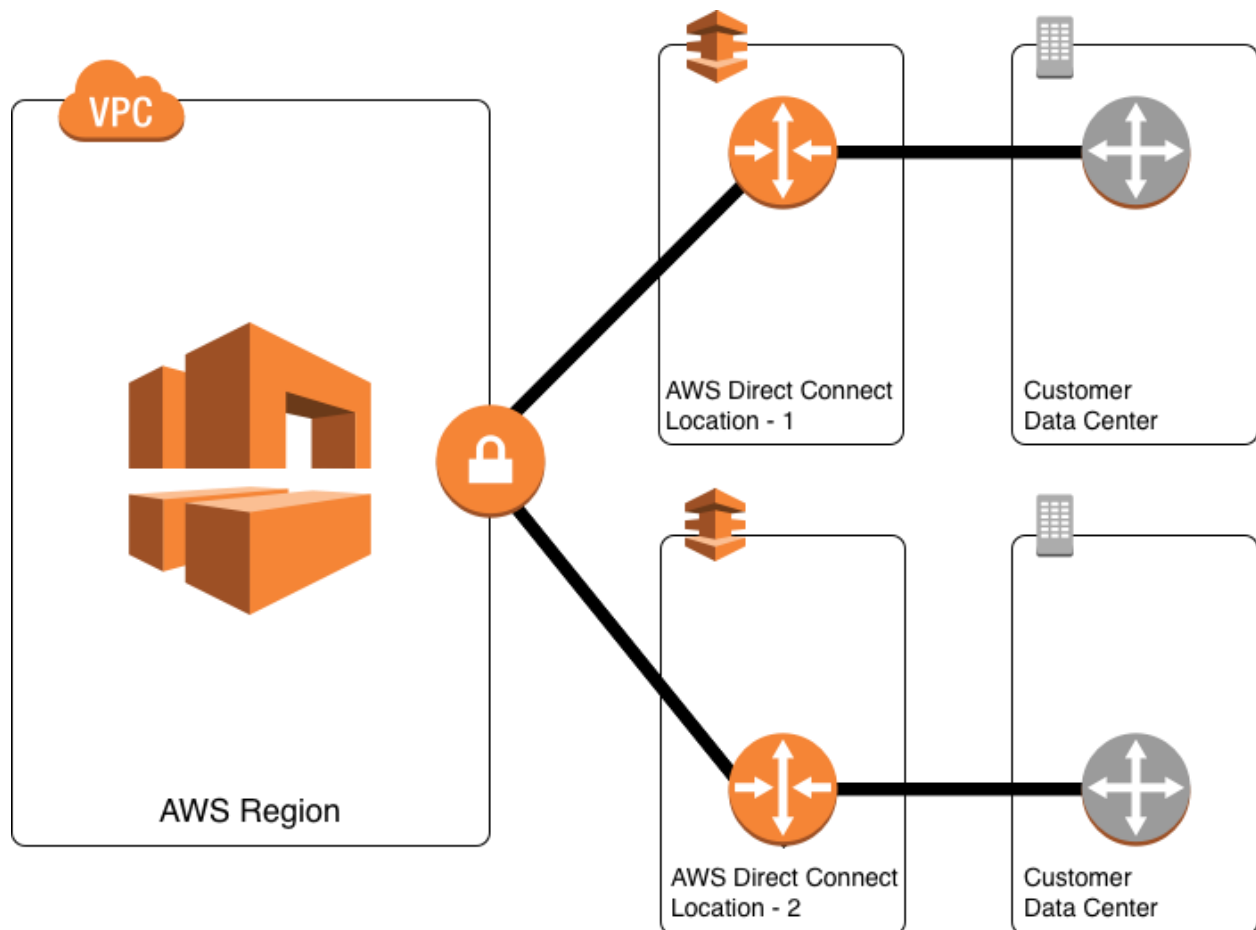 VPC
AWS Region
AWS Direct Connect
Location - 1
Customer
Data Center
AWS Direct Connect
Location - 2
Customer
Data Center